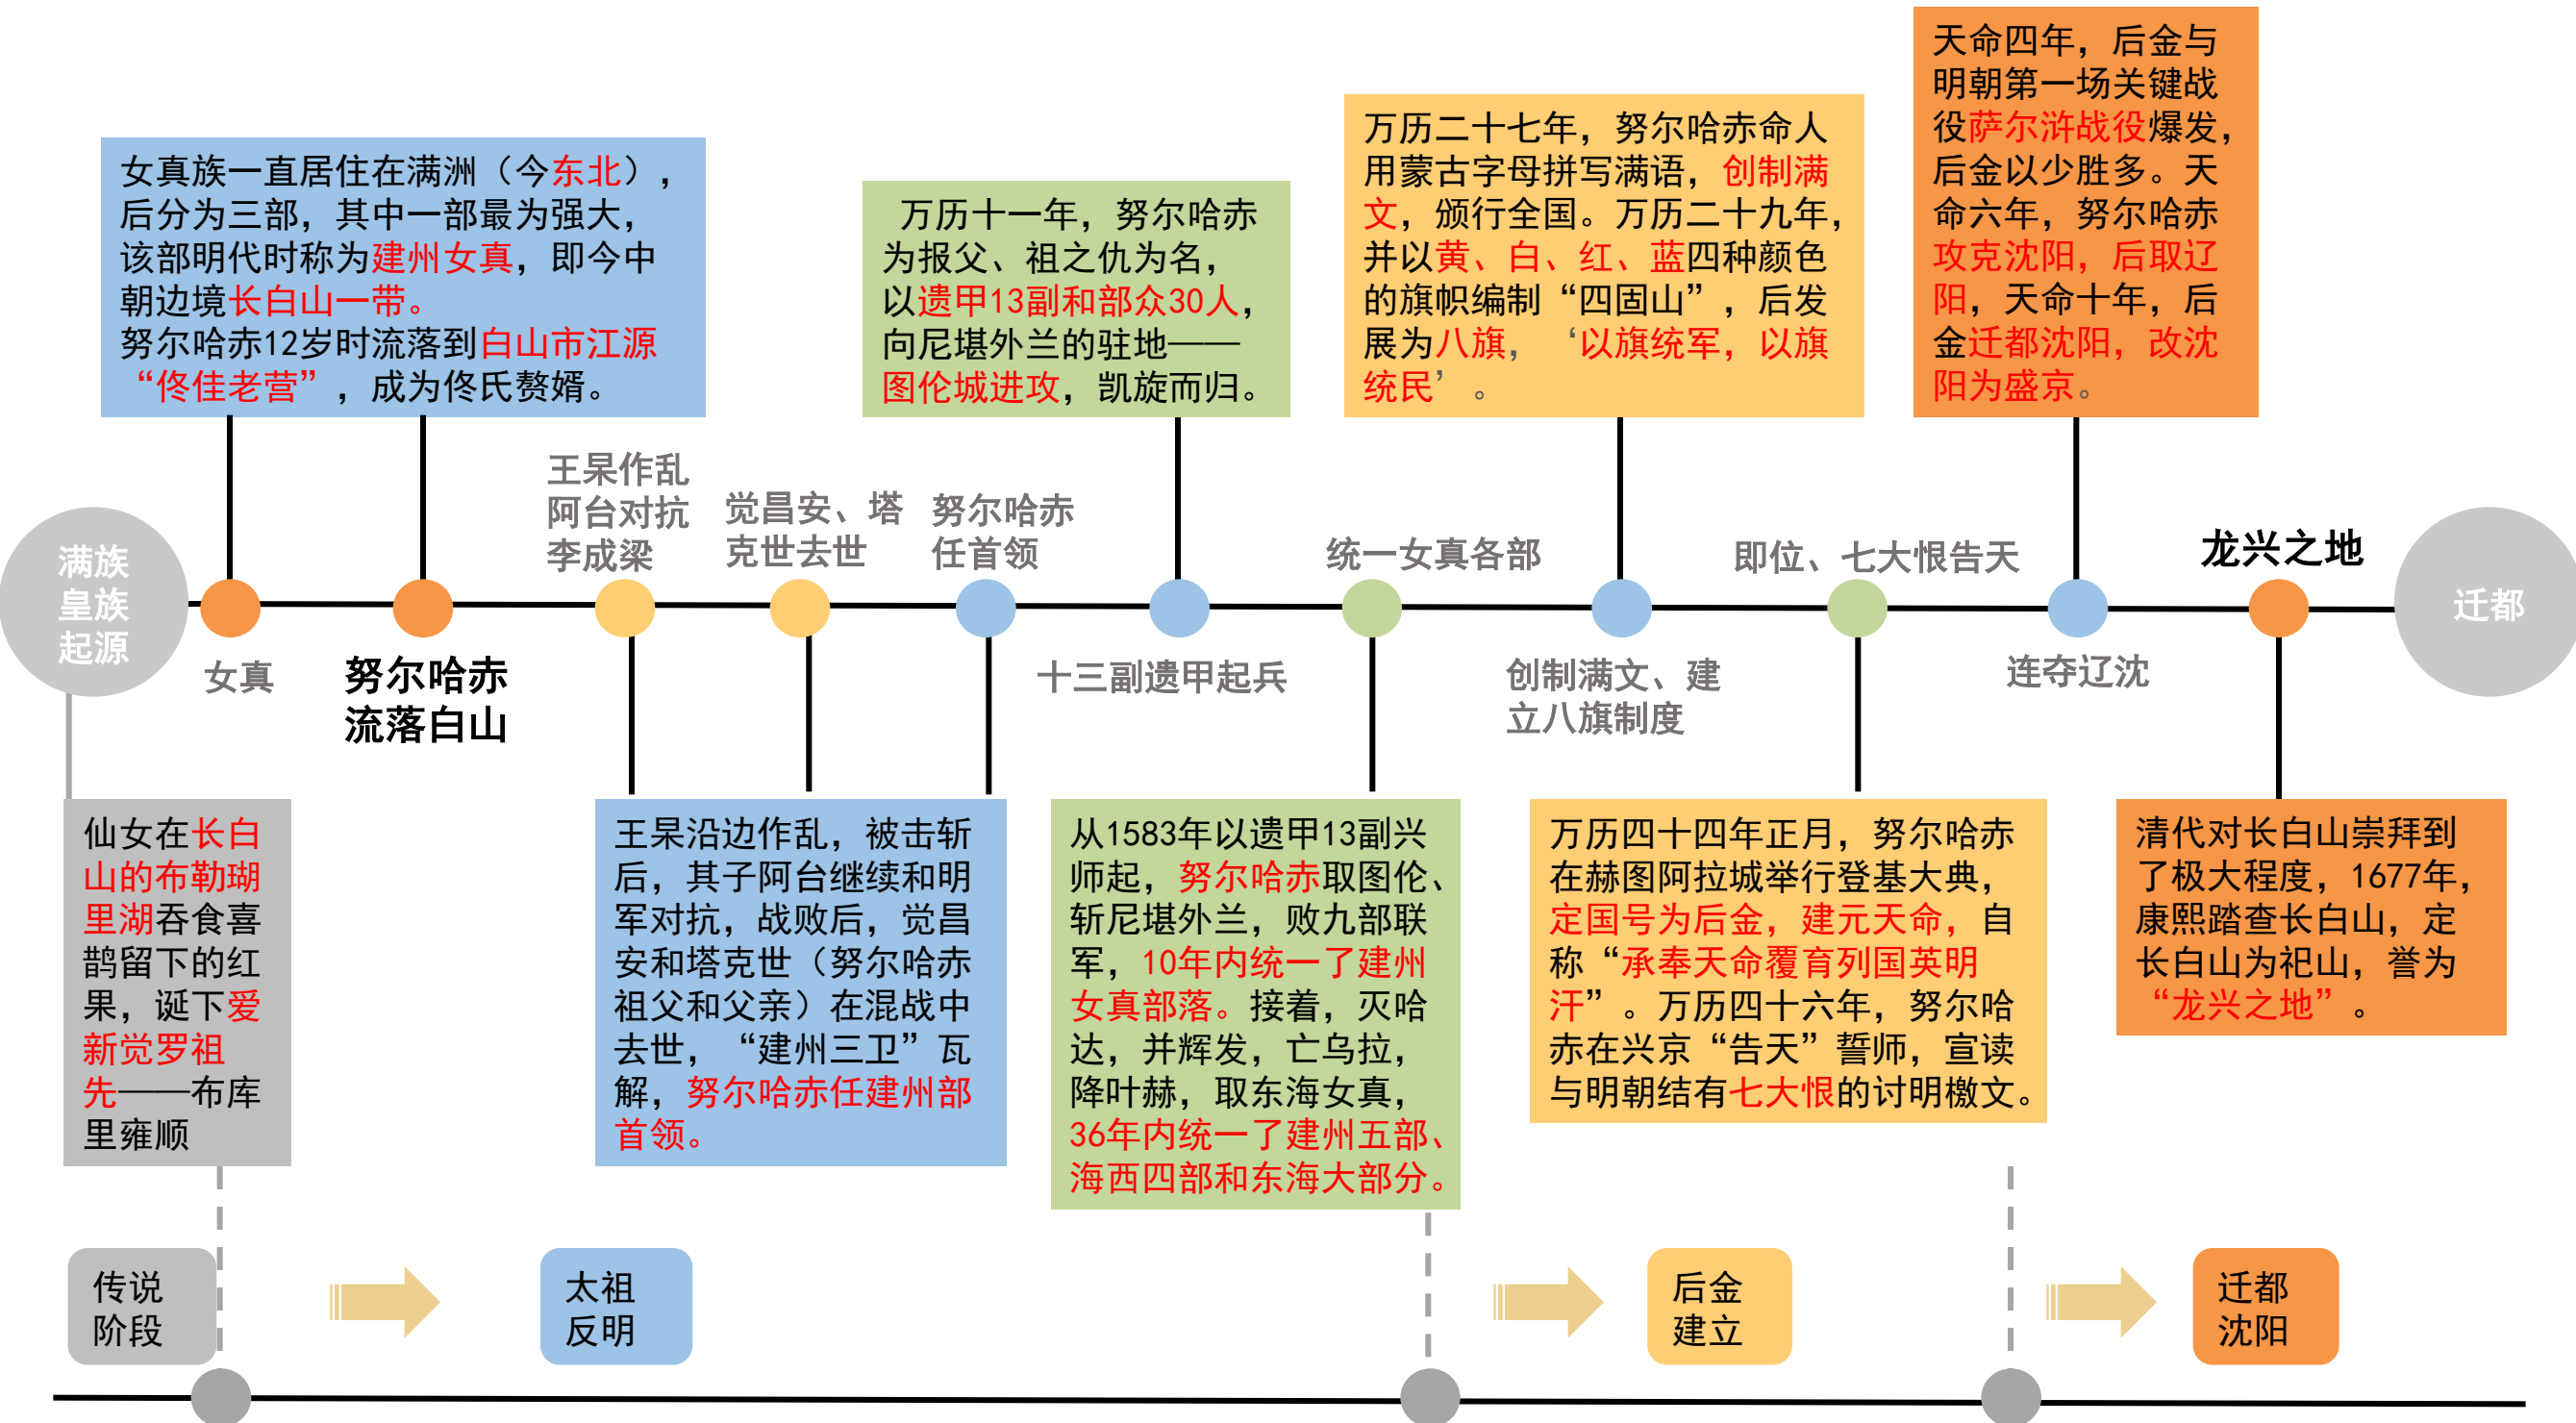 天命四年，后金与
明朝第一场关键战
役萨尔浒战役爆发，
后金以少胜多。天
命六年，努尔哈赤
攻克沈阳，后取辽
阳，天命十年，后
金迁都沈阳，改沈
阳为盛京。
万历二十七年，努尔哈赤命人
用蒙古字母拼写满语，创制满
文，颁行全国。万历二十九年，
并以黄、白、红、蓝四种颜色
的旗帜编制“四固山”，后发
展为八旗，‘以旗统军，以旗
统民’。
女真族一直居住在满洲（今东北），
后分为三部，其中一部最为强大，
该部明代时称为建州女真，即今中
朝边境长白山一带。
努尔哈赤12岁时流落到白山市江源
“佟佳老营”，成为佟氏赘婿。
万历十一年，努尔哈赤
为报父、祖之仇为名，
以遗甲13副和部众30人，
向尼堪外兰的驻地——
图伦城进攻，凯旋而归。
王杲作乱
阿台对抗
李成梁
觉昌安、塔
克世去世
努尔哈赤
任首领
统一女真各部
即位、七大恨告天
龙兴之地
满族
皇族
起源
迁都
女真
努尔哈赤
流落白山
十三副遗甲起兵
创制满文、建
立八旗制度
连夺辽沈
仙女在长白
山的布勒瑚
里湖吞食喜
鹊留下的红
果，诞下爱
新觉罗祖
先——布库
里雍顺
王杲沿边作乱，被击斩
后，其子阿台继续和明
军对抗，战败后，觉昌
安和塔克世（努尔哈赤
祖父和父亲）在混战中
去世，“建州三卫”瓦
解，努尔哈赤任建州部
首领。
从1583年以遗甲13副兴
师起，努尔哈赤取图伦、
斩尼堪外兰，败九部联
军，10年内统一了建州
女真部落。接着，灭哈
达，并辉发，亡乌拉，
降叶赫，取东海女真，
36年内统一了建州五部、
海西四部和东海大部分。
万历四十四年正月，努尔哈赤
在赫图阿拉城举行登基大典，
定国号为后金，建元天命，自
称“承奉天命覆育列国英明
汗”。万历四十六年，努尔哈
赤在兴京“告天”誓师，宣读
与明朝结有七大恨的讨明檄文。
清代对长白山崇拜到
了极大程度，1677年，
康熙踏查长白山，定
长白山为祀山，誉为
“龙兴之地”。
传说
阶段
太祖
反明
后金
建立
迁都
沈阳